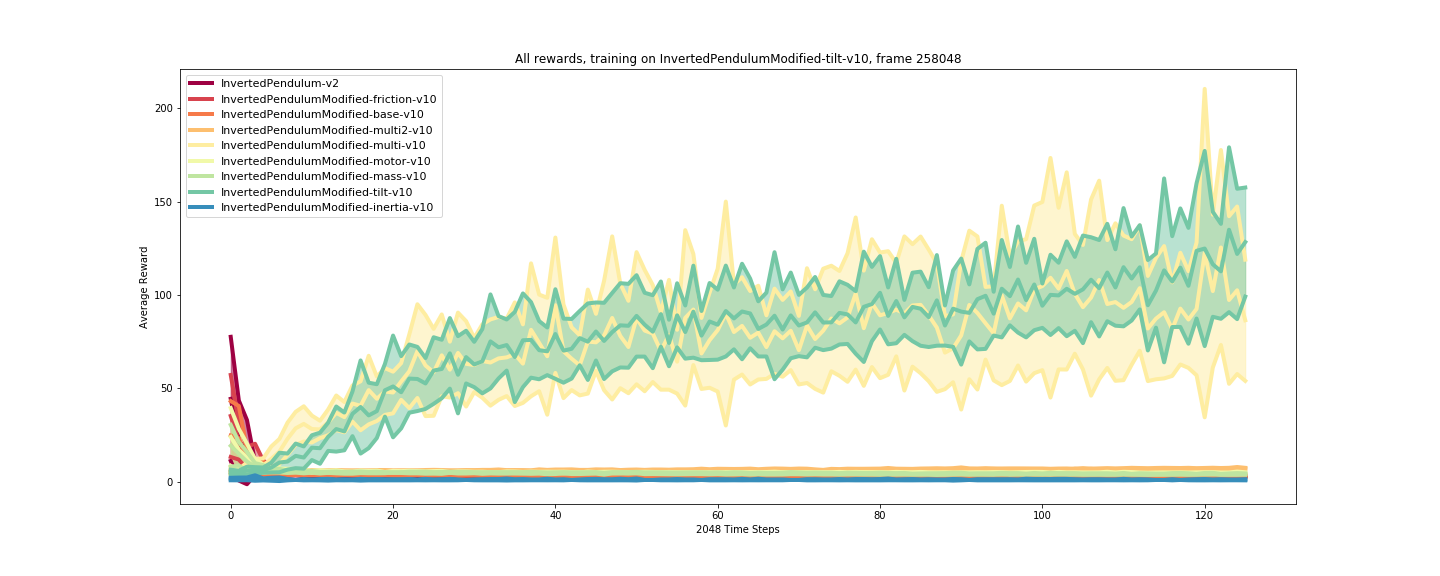 All rewards, training on InvertedPendulumModified-tilt-v10, frame 258048
InvertedPendulum-v2
InvertedPendulumModified-friction-v10
InvertedPendulumModified-base-v10
InvertedPendulumModified-multi2-v10
InvertedPendulumModified-multi-v10
InvertedPendulumModified-motor-v10
InvertedPendulumModified-mass-v10
InvertedPendulumModified-tilt-v10
InvertedPendulumModified-inertia-v10
Average Reward
200
150
100
50
0
0 20 40 60 80 100 120
2048 Time Steps